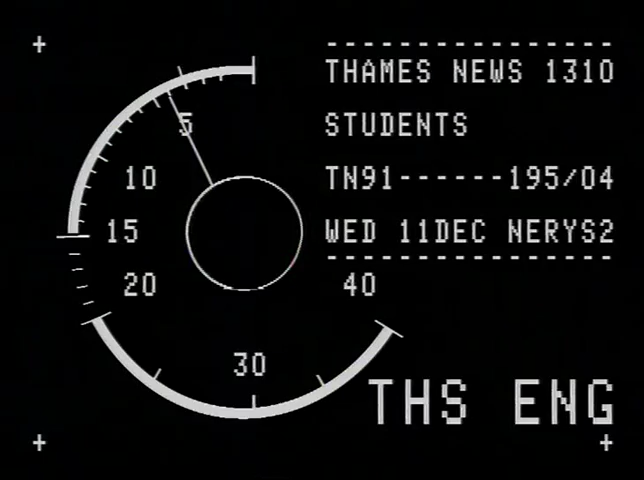 THAMES NEWS 1310
STUDENTS
TN91------195/04
WED 11DEC NERYS2
5
10
15
20
30
40
THS ENG